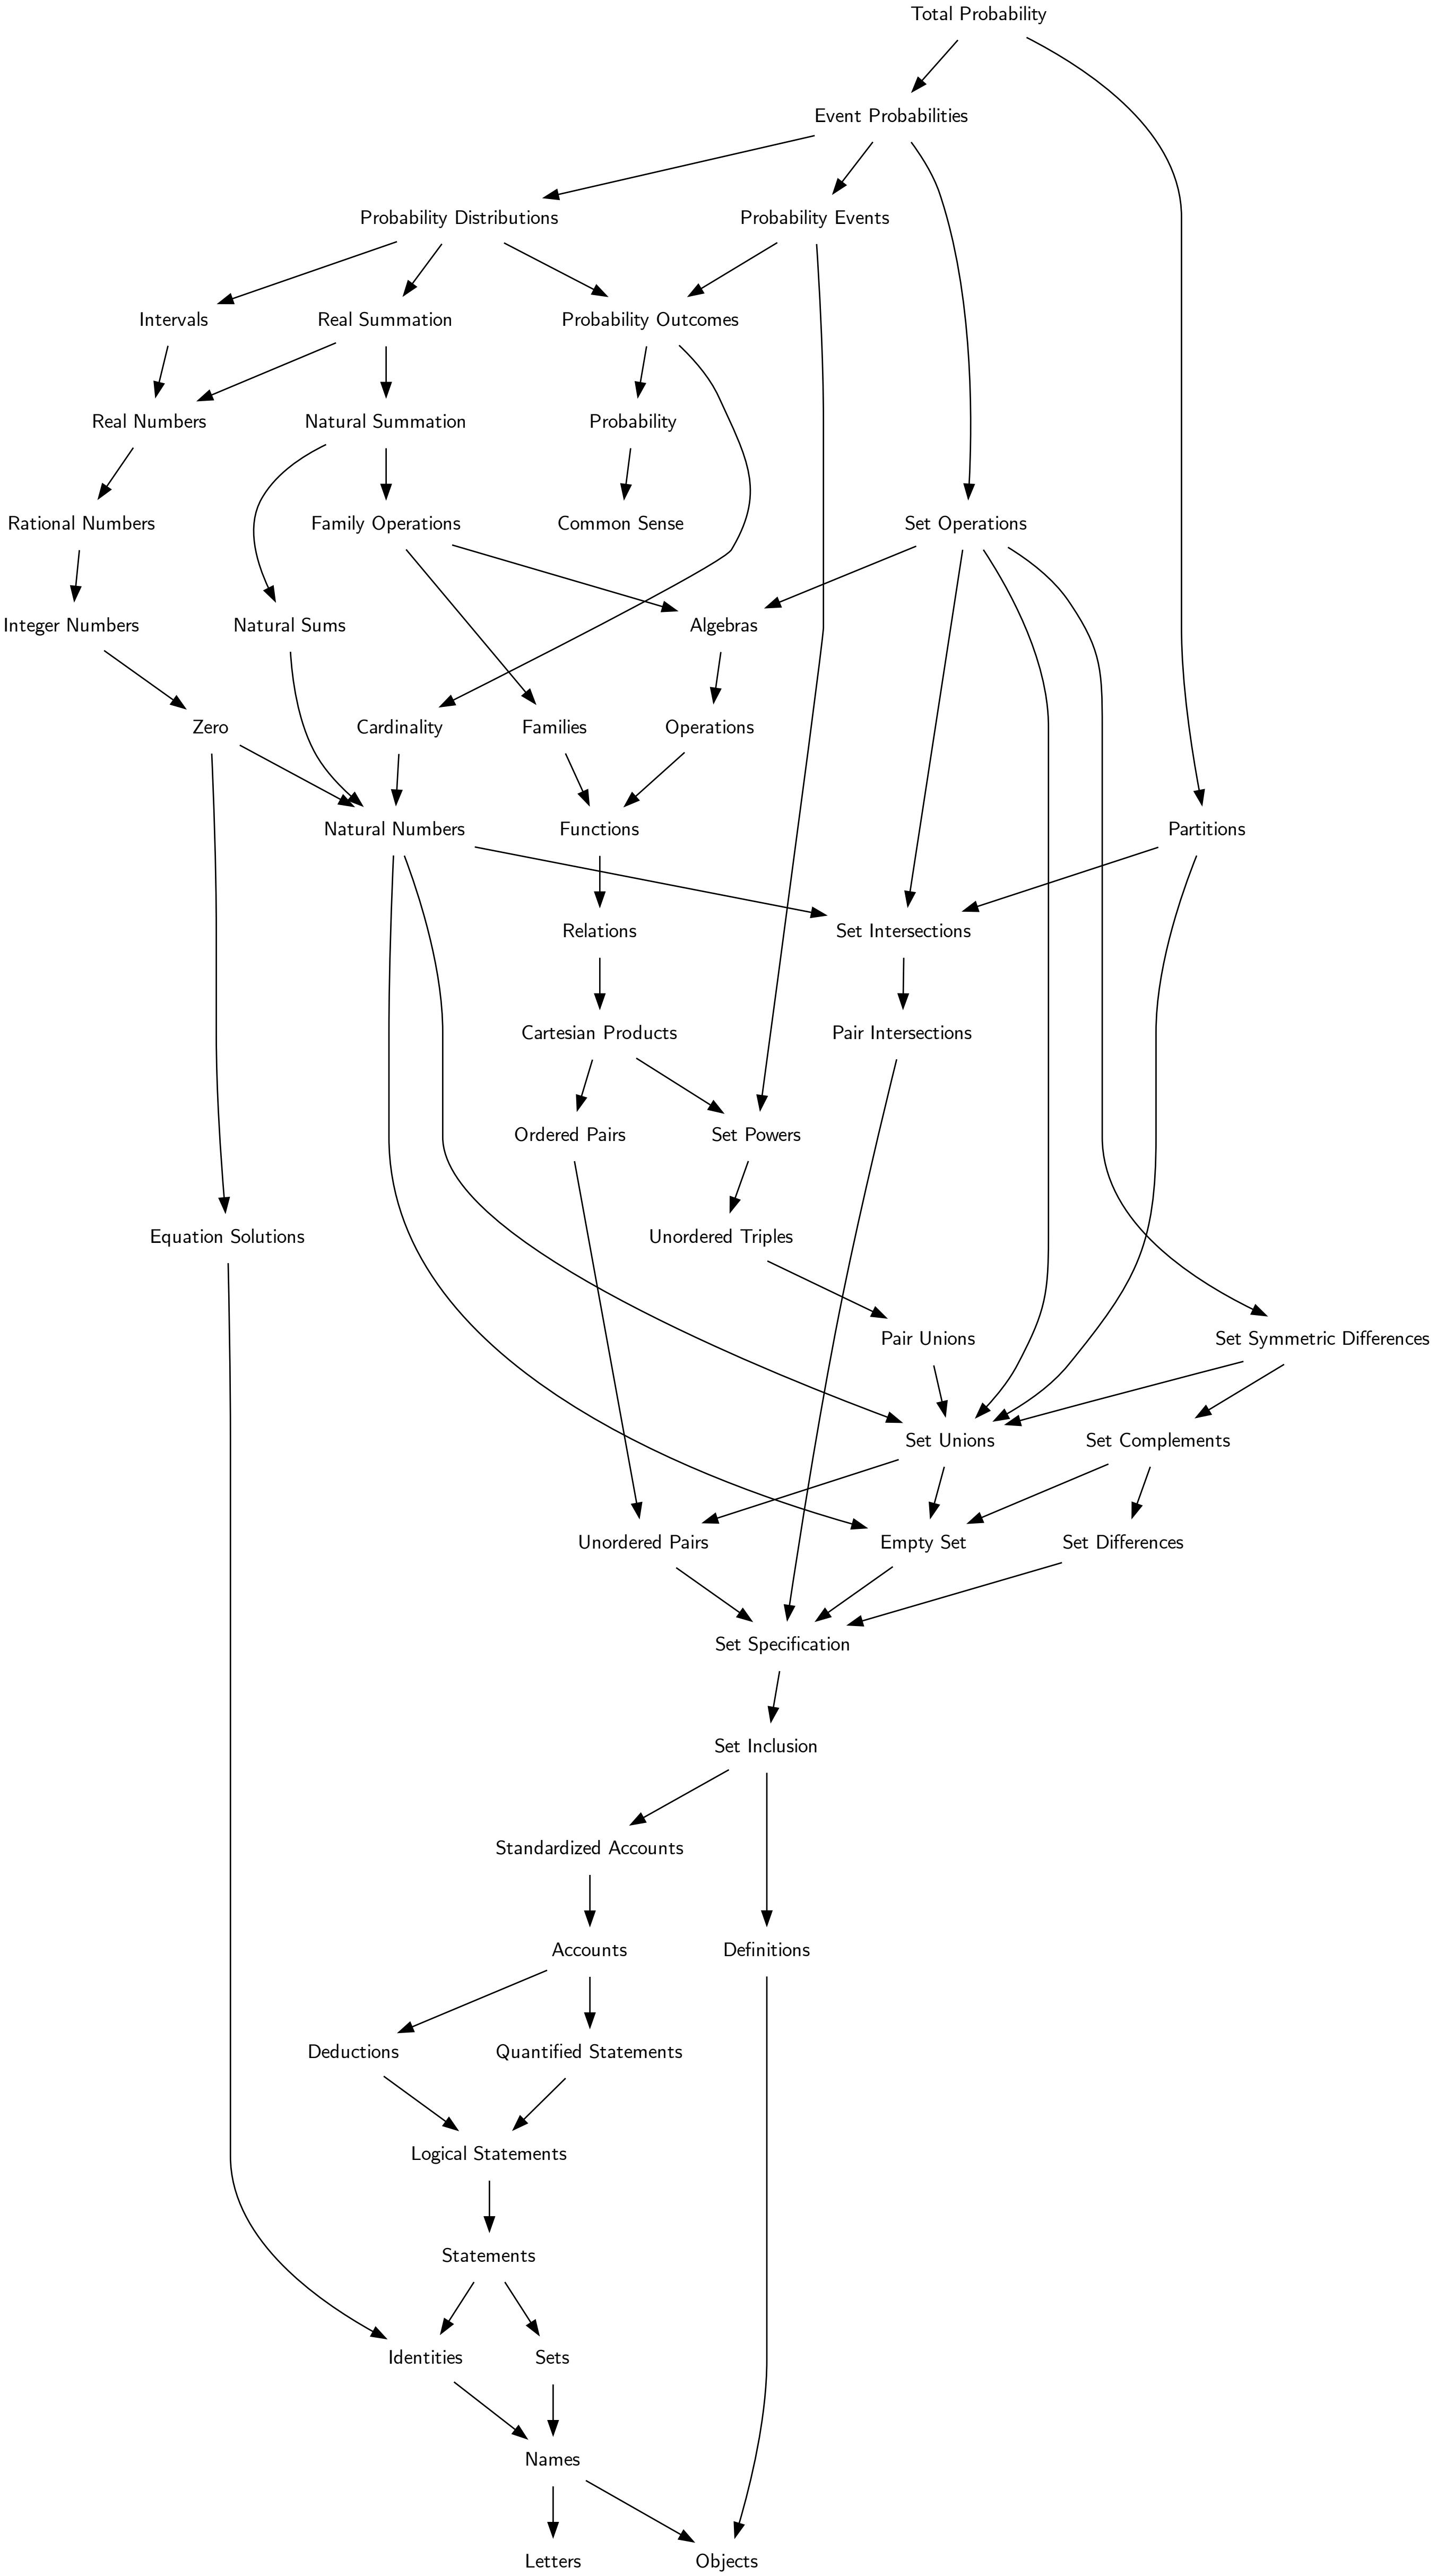 Total Probability
Event Probabilities
Probability Distributions
Probability Events
Intervals
Real Summation
Probability Outcomes
Real Numbers
Natural Summation
Probability
Rational Numbers
Family Operations
Common Sense
Set Operations
Integer Numbers
Natural Sums
Algebras
Zero
Cardinality
Families
Operations
Natural Numbers
Functions
Partitions
Relations
Set Intersections
Cartesian Products
Pair Intersections
Ordered Pairs
Set Powers
Equation Solutions
Unordered Triples
Pair Unions
Set Symmetric Differences
Set Unions
Set Complements
Unordered Pairs
Empty Set
Set Differences
Set Specification
Set Inclusion
Standardized Accounts
Accounts
Definitions
Deductions
Quantified Statements
Logical Statements
Statements
Identities
Sets
Names
Letters
Objects